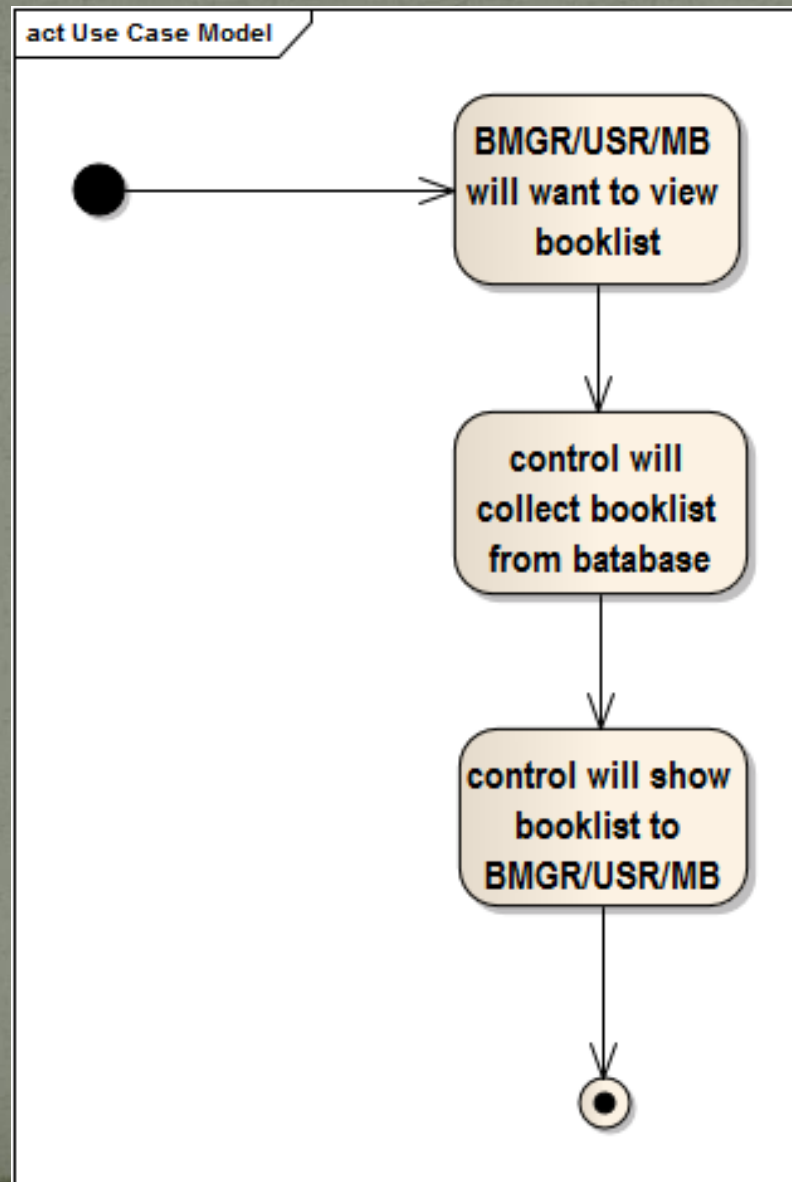 act Use Case Model
BMGR/USR/MB
will want to view
booklist
control will
collect booklist
from batabase
control will show
booklist to
BMGR/USR/MB